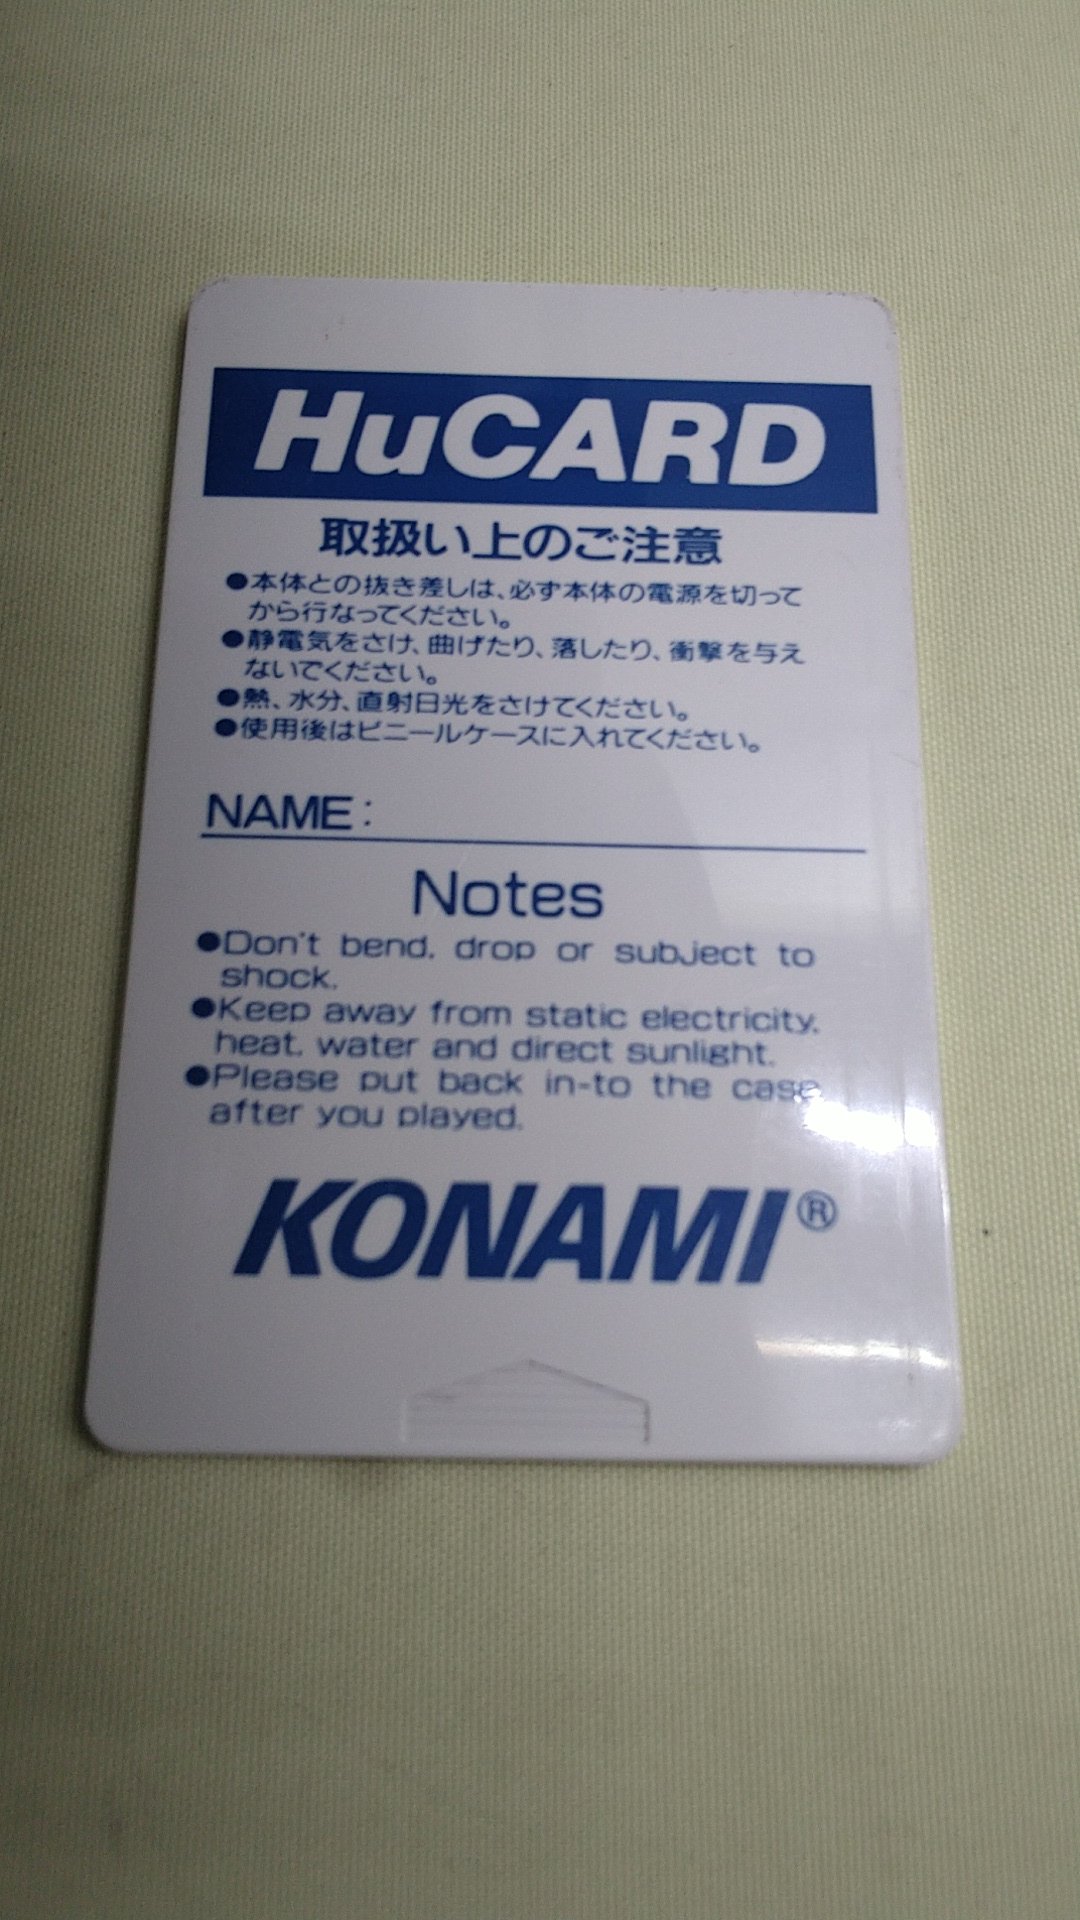 HuCARD
取扱い上のご注意
●本体との抜き差しは、必ず本体の電源を切って
から行なってください。
●静電気をさけ、曲げたり、落したり、衝撃を与え
ないでください。
●熱、水分、直射日光をさけてください。
●使用後はビニールケースに入れてください。
NAME:
Notes
●Don't bend, drop or subject to
shock.
●Keep away from static electricity,
heat, water and direct sunlight.
●Please put back in-to the case
after you played.
KONAMI®